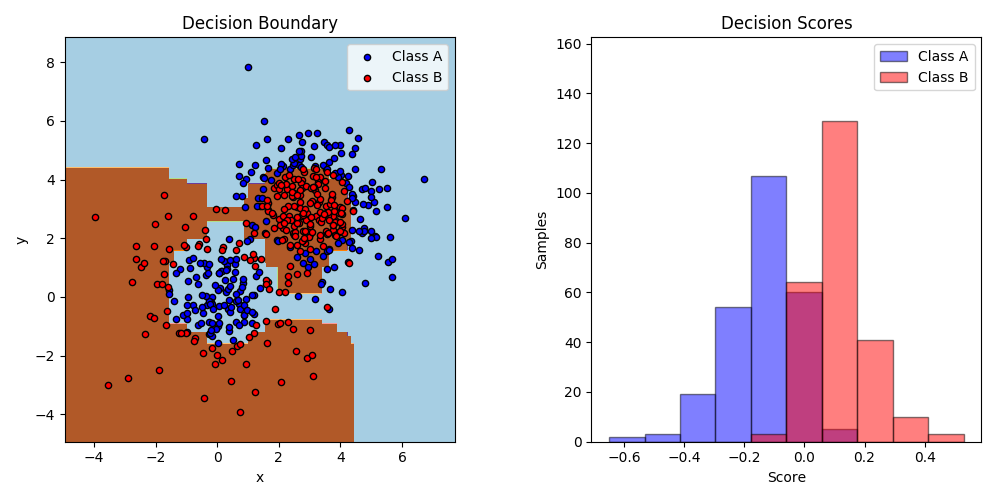 Decision Boundary
Class A
Class B
8
6
4
2
0
−2
−4
y
−4 −2 0 2 4 6
x
Decision Scores
Class A
Class B
160
140
120
100
80
60
40
20
0
Samples
−0.6 −0.4 −0.2 0.0 0.2 0.4
Score